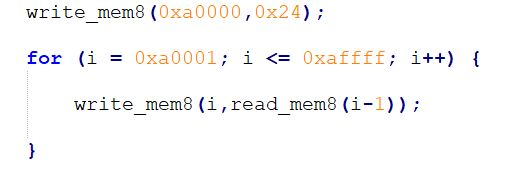 write_mem8(0xa0000,0x24);
for (i = 0xa0001; i <= 0xaffff; i++) {
write_mem8(i,read_mem8(i-1));
}